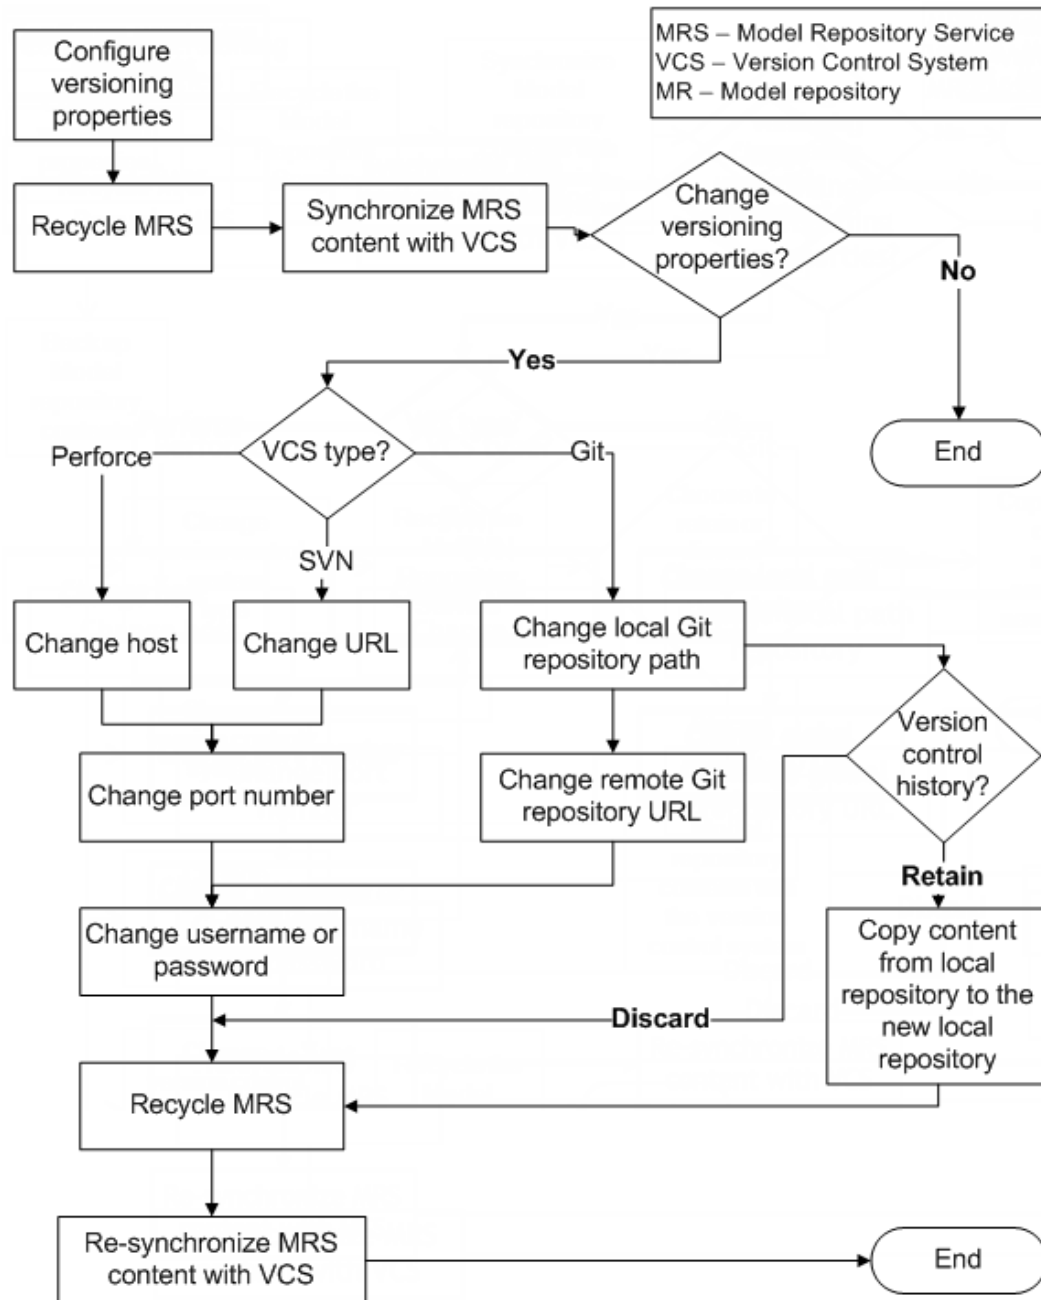 Configure
versioning
properties
MRS – Model Repository Service
VCS – Version Control System
MR – Model repository
Recycle MRS
Synchronize MRS
content with VCS
Change
versioning
properties?
No
Yes
End
Perforce
VCS type?
Git
SVN
Change host
Change URL
Change local Git
repository path
Version
control
history?
Change port number
Change remote Git
repository URL
Retain
Change username or
password
Copy content
from local
repository to the
new local
repository
Discard
Recycle MRS
Re-synchronize MRS
content with VCS
End